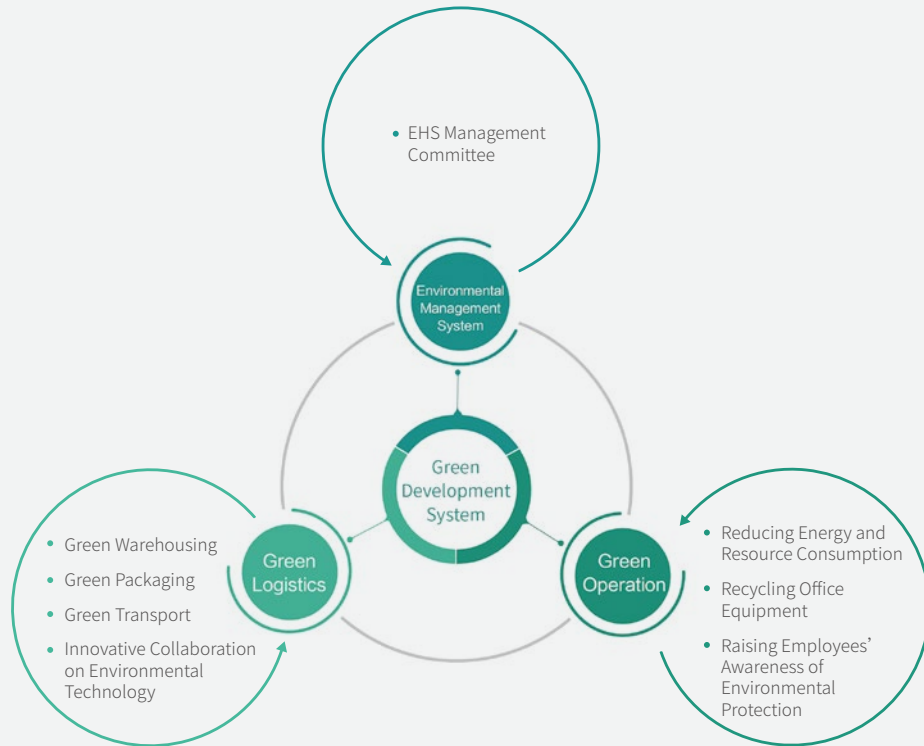 • EHS Management
Committee
Environmental
Management
System
Green
Development
System
Green
Logistics
• Green Warehousing
• Green Packaging
• Green Transport
• Innovative Collaboration
on Environmental
Technology
Green
Operation
• Reducing Energy and
Resource Consumption
• Recycling Office
Equipment
• Raising Employees’
Awareness of
Environmental
Protection